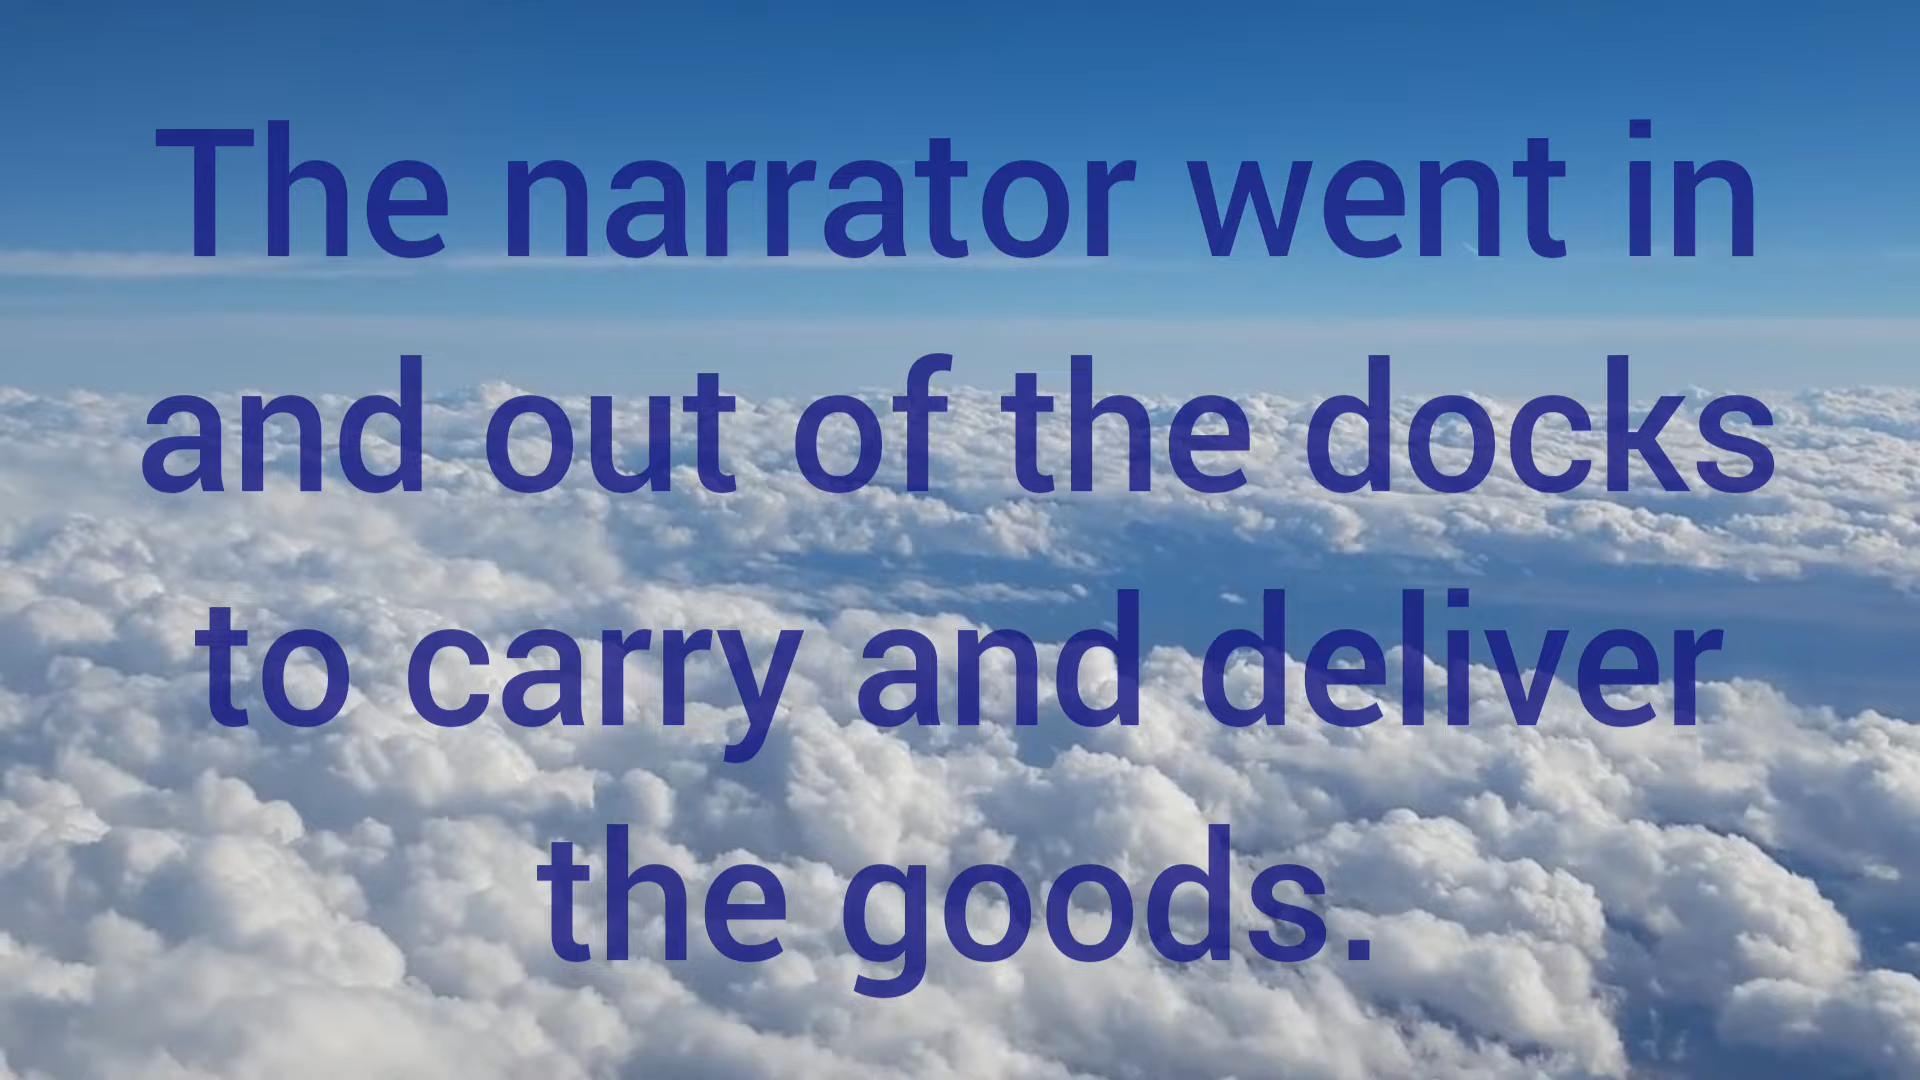 The narrator went in
and out of the docks
to carry and deliver
the goods.